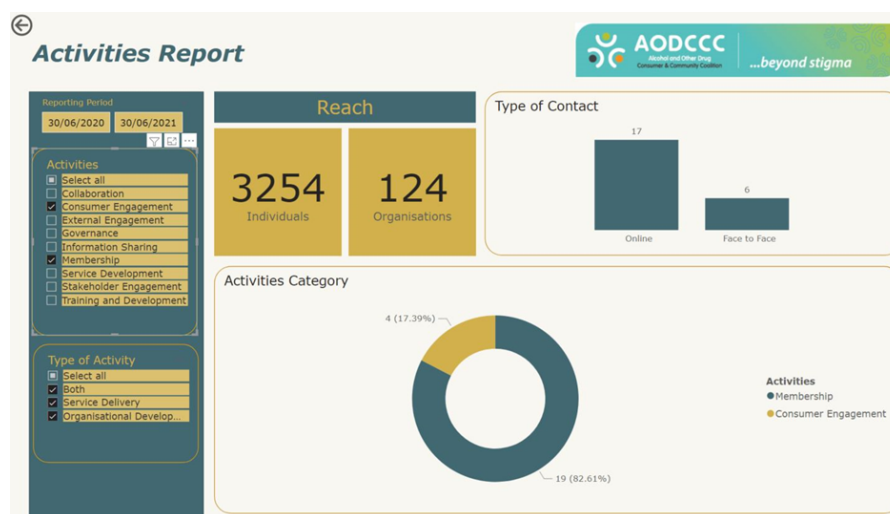 Activities Report
AODCCC
Alcohol and Other Drug
Consumer & Community Coalition
...beyond stigma
Reporting Period
30/06/2020 30/06/2021
Activities
Select all
Collaboration
Consumer Engagement
External Engagement
Governance
Information Sharing
Membership
Service Development
Stakeholder Engagement
Training and Development
Type of Activity
Select all
Both
Service Delivery
Organisational Develop...
Reach
3254
Individuals
124
Organisations
Type of Contact
17
6
Online
Face to Face
Activities Category
4 (17.39%)
19 (82.61%)
Activities
Membership
Consumer Engagement